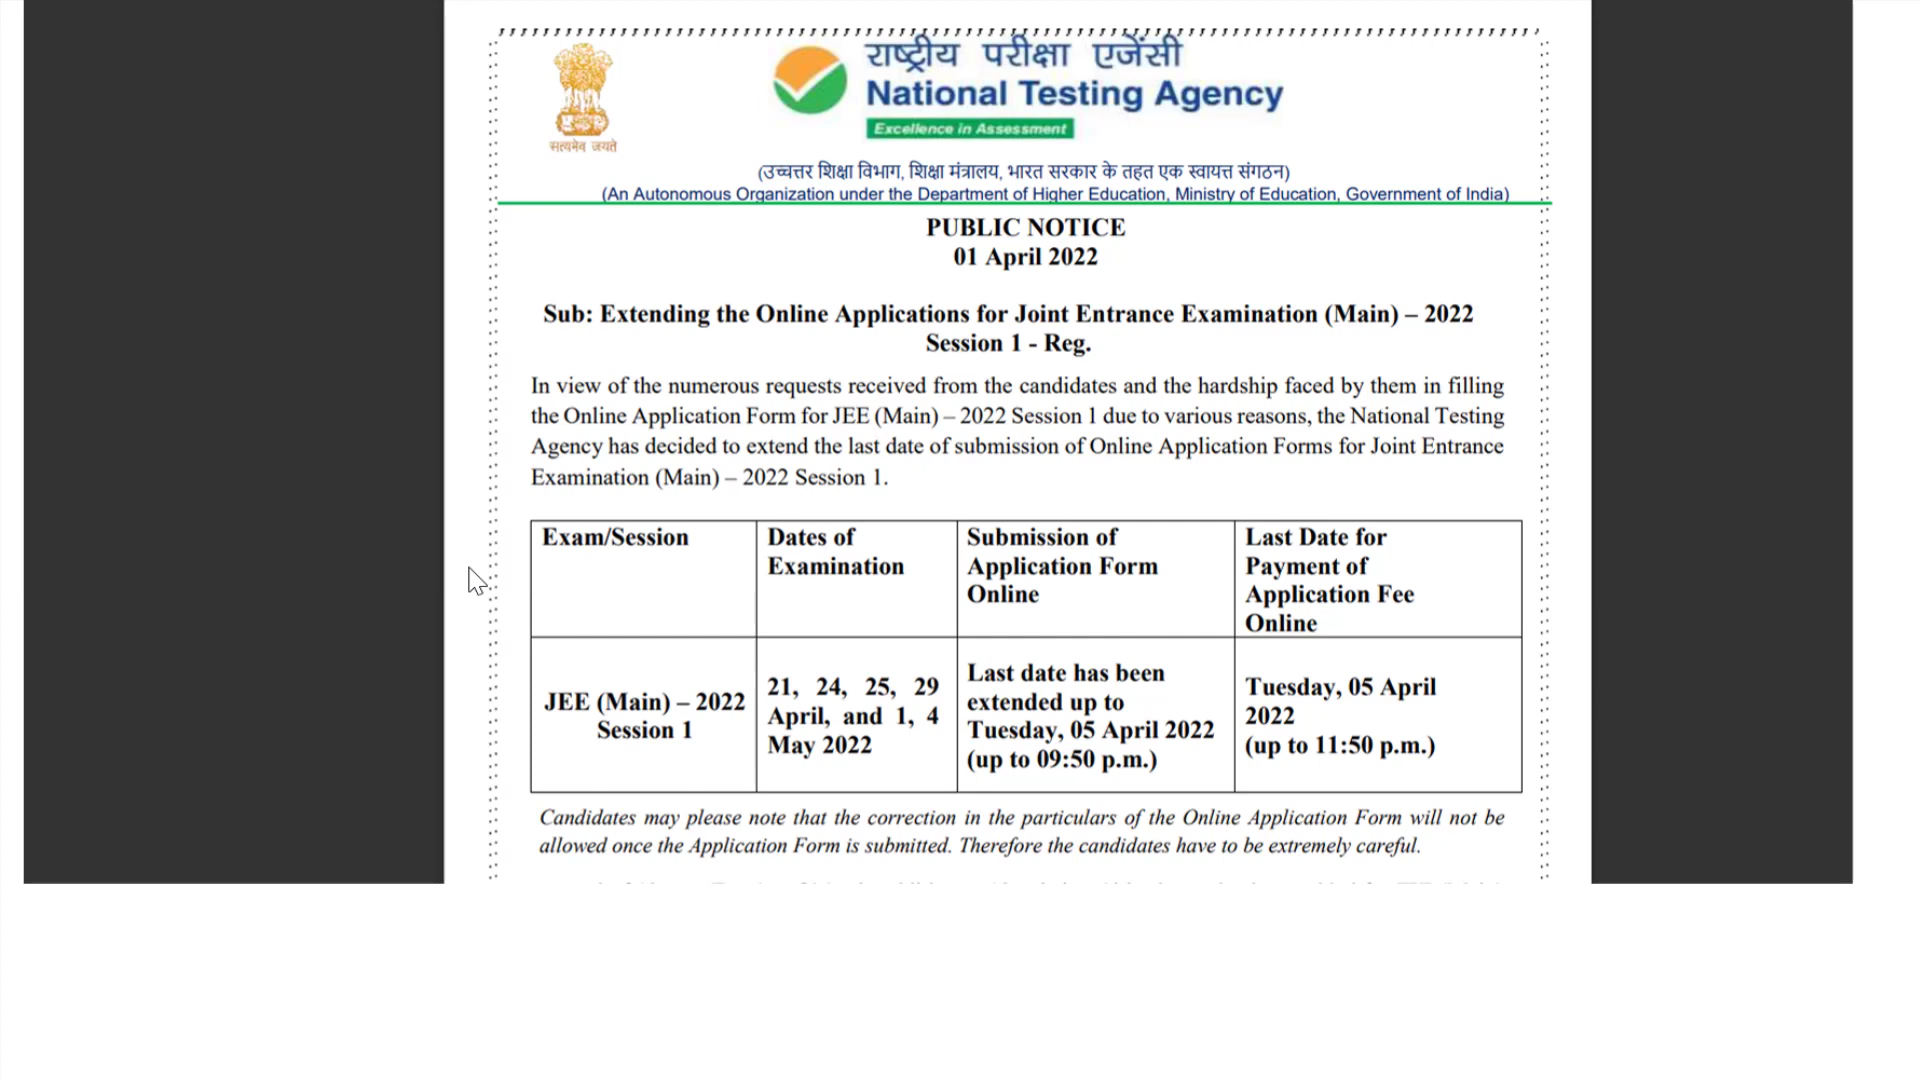 राष्ट्रीय परीक्षा एजेंसी
National Testing Agency
Excellence in Assessment
सत्यमेव जयते
(उच्चत्तर शिक्षा विभाग, शिक्षा मंत्रालय, भारत सरकार के तहत एक स्वायत्त संगठन)
(An Autonomous Organization under the Department of Higher Education, Ministry of Education, Government of India)
PUBLIC NOTICE
01 April 2022
Sub: Extending the Online Applications for Joint Entrance Examination (Main) – 2022
Session 1 - Reg.
In view of the numerous requests received from the candidates and the hardship faced by them in filling
the Online Application Form for JEE (Main) – 2022 Session 1 due to various reasons, the National Testing
Agency has decided to extend the last date of submission of Online Application Forms for Joint Entrance
Examination (Main) – 2022 Session 1.
Exam/Session
Dates of
Examination
Submission of
Application Form
Online
Last Date for
Payment of
Application Fee
Online
JEE (Main) – 2022
Session 1
21, 24, 25, 29
April, and 1, 4
May 2022
Last date has been
extended up to
Tuesday, 05 April 2022
(up to 09:50 p.m.)
Tuesday, 05 April
2022
(up to 11:50 p.m.)
Candidates may please note that the correction in the particulars of the Online Application Form will not be
allowed once the Application Form is submitted. Therefore the candidates have to be extremely careful.